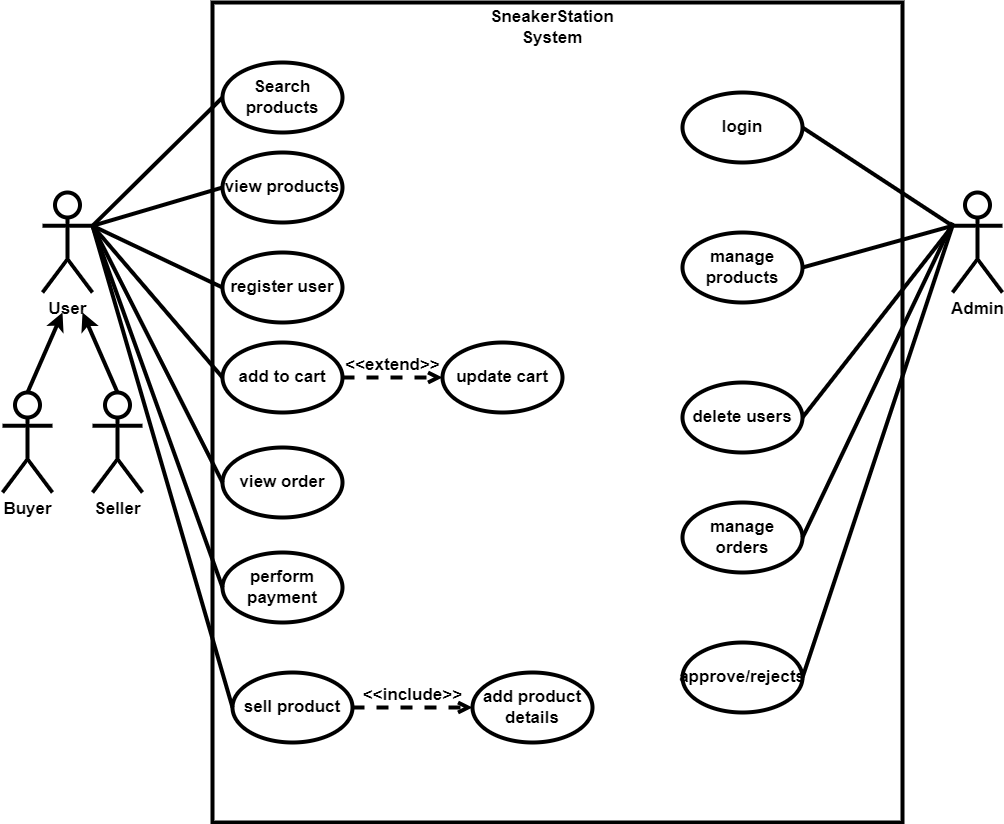 SneakerStation
System
Search
products
view products
register user
add to cart
<<extend>>
update cart
view order
perform
payment
sell product
<<include>>
add product
details
login
manage
products
delete users
manage
orders
approve/rejects
User
Buyer
Seller
Admin